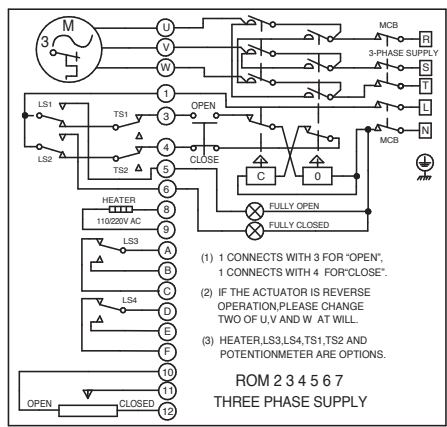 M
3
U
V
W
MCB
R
3-PHASE SUPPLY
S
T
1
OPEN
L
LS1
TS1
3
N
MCB
LS2
TS2
4
CLOSE
5
C
0
6
FULLY OPEN
HEATER
8
FULLY CLOSED
110/220V AC
9
LS3
A
B
C
LS4
D
E
F
(1) 1 CONNECTS WITH 3 FOR "OPEN",
1 CONNECTS WITH 4 FOR"CLOSE".
(2) IF THE ACTUATOR IS REVERSE
OPERATION,PLEASE CHANGE
TWO OF U,V AND W AT WILL.
(3) HEATER,LS3,LS4,TS1,TS2 AND
POTENTIONMETER ARE OPTIONS.
10
11
OPEN
CLOSED
12
ROM 2 3 4 5 6 7
THREE PHASE SUPPLY